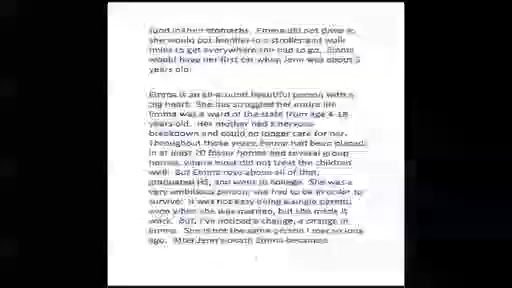 food in their stomachs. Emma did not drive so
she would put Jennifer in a stroller and walk
miles to get everywhere she had to go. Emma
would have her first car when Jenn was about 5
years old.
Emma is an all-around beautiful person with a
big heart. She has struggled her entire life.
Emma was a ward of the state from age 4-18
years old. Her mother had a nervous
breakdown and could no longer care for her.
Throughout those years, Emma had been placed
in at least 20 foster homes and several group
homes, where most did not treat the children
well. But Emma rose above all of that,
graduated HS, and went to college. She was a
very ambitious person, she had to be in order to
survive. It was not easy being a single parent,
even when she was married, but she made it
work. But, I've noticed a change, a change in
Emma. She is not the same person I met so long
ago. After Jenn's death Emma became